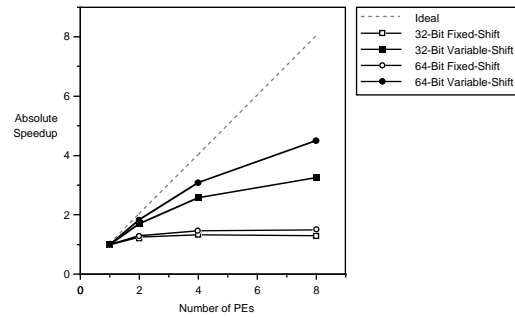 Absolute
Speedup
8
6
4
2
0
0
0
2
4
6
8
Number of PEs
Ideal
32-Bit Fixed-Shift
32-Bit Variable-Shift
64-Bit Fixed-Shift
64-Bit Variable-Shift